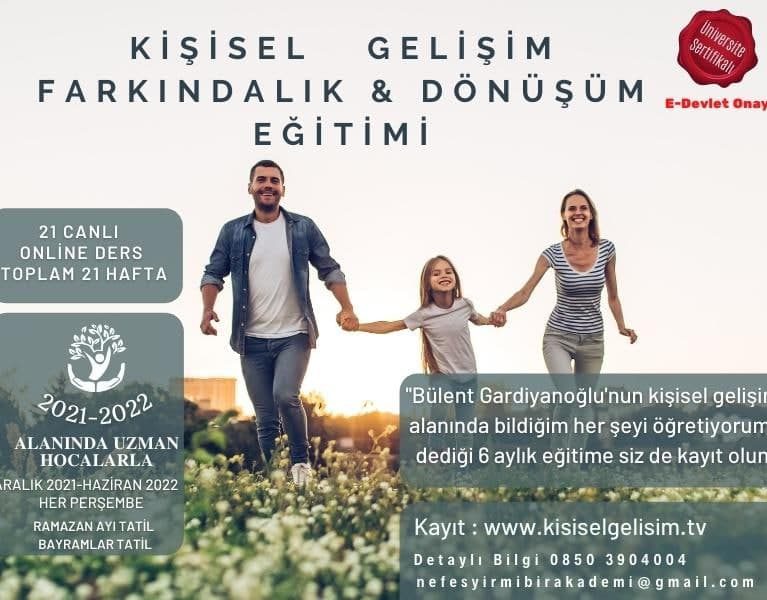 KİŞİSEL GELİŞİM
FARKINDALIK & DÖNÜŞÜM
EĞİTİMİ
Üniversite
Sertifikalı
E-Devlet Onay
21 CANLI
ONLİNE DERS
TOPLAM 21 HAFTA
2021-2022
ALANINDA UZMAN
HOCALARLA
ARALIK 2021-HAZİRAN 2022
HER PERŞEMBE
RAMAZAN AYI TATİL
BAYRAMLAR TATİL
"Bülent Gardiyanoğlu'nun kişisel gelişim
alanında bildiğim her şeyi öğretiyorum
dediği 6 aylık eğitime siz de kayıt olun
Kayıt : www.kisiselgelisim.tv
Detaylı Bilgi 0850 3904004
nefesyirmibirakademi@gmail.com